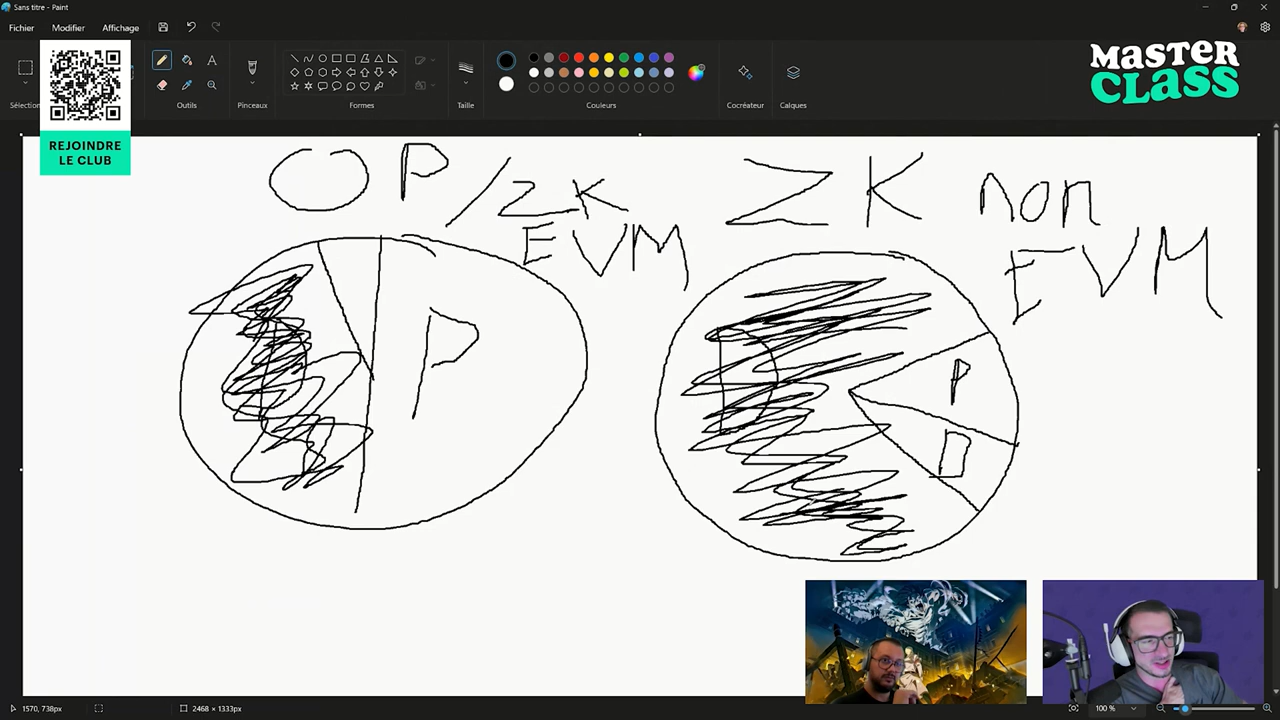 Sans titre - Paint
Fichier Modifier Affichage
MASTER
CLASS
Outils Pinceaux Formes Taille Couleurs Cocréateur Calques
REJOINDRE
LE CLUB
OP/ZK
EVM
ZK non
EVM
P
P
D
D
1570, 738px 2468 × 1333px 100 %